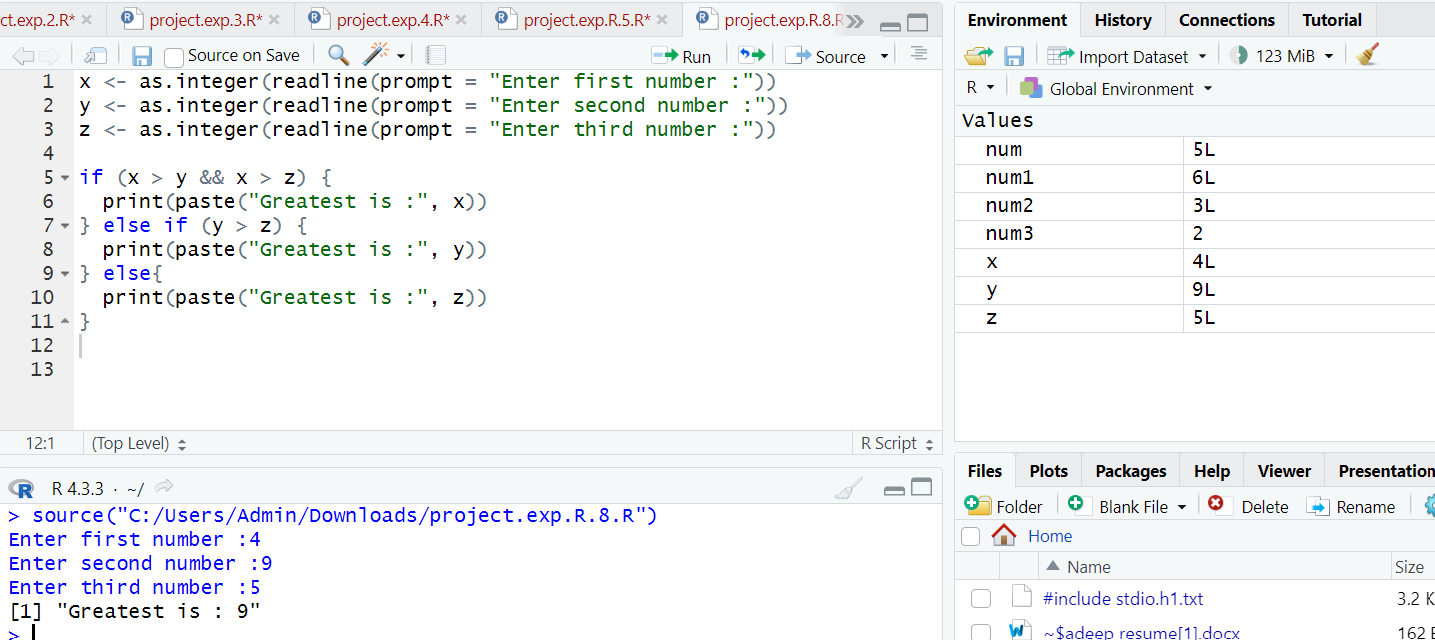 ct.exp.2.R* project.exp.3.R* project.exp.4.R* project.exp.R.5.R* project.exp.R.8.R
Source on Save Run Source
1 x <- as.integer(readline(prompt = "Enter first number :"))
2 y <- as.integer(readline(prompt = "Enter second number :"))
3 z <- as.integer(readline(prompt = "Enter third number :"))
4
5 if (x > y && x > z) {
6 print(paste("Greatest is :", x))
7 } else if (y > z) {
8 print(paste("Greatest is :", y))
9 } else{
10 print(paste("Greatest is :", z))
11 }
12
13
12:1 (Top Level) R Script
R 4.3.3 · ~/
> source("C:/Users/Admin/Downloads/project.exp.R.8.R")
Enter first number :4
Enter second number :9
Enter third number :5
[1] "Greatest is : 9"
>
Environment History Connections Tutorial
Import Dataset 123 MiB
R Global Environment
Values
num 5L
num1 6L
num2 3L
num3 2
x 4L
y 9L
z 5L
Files Plots Packages Help Viewer Presentation
Folder Blank File Delete Rename
Home
Name Size
#include stdio.h1.txt 3.2 K
~$adeep resume[1].docx 162